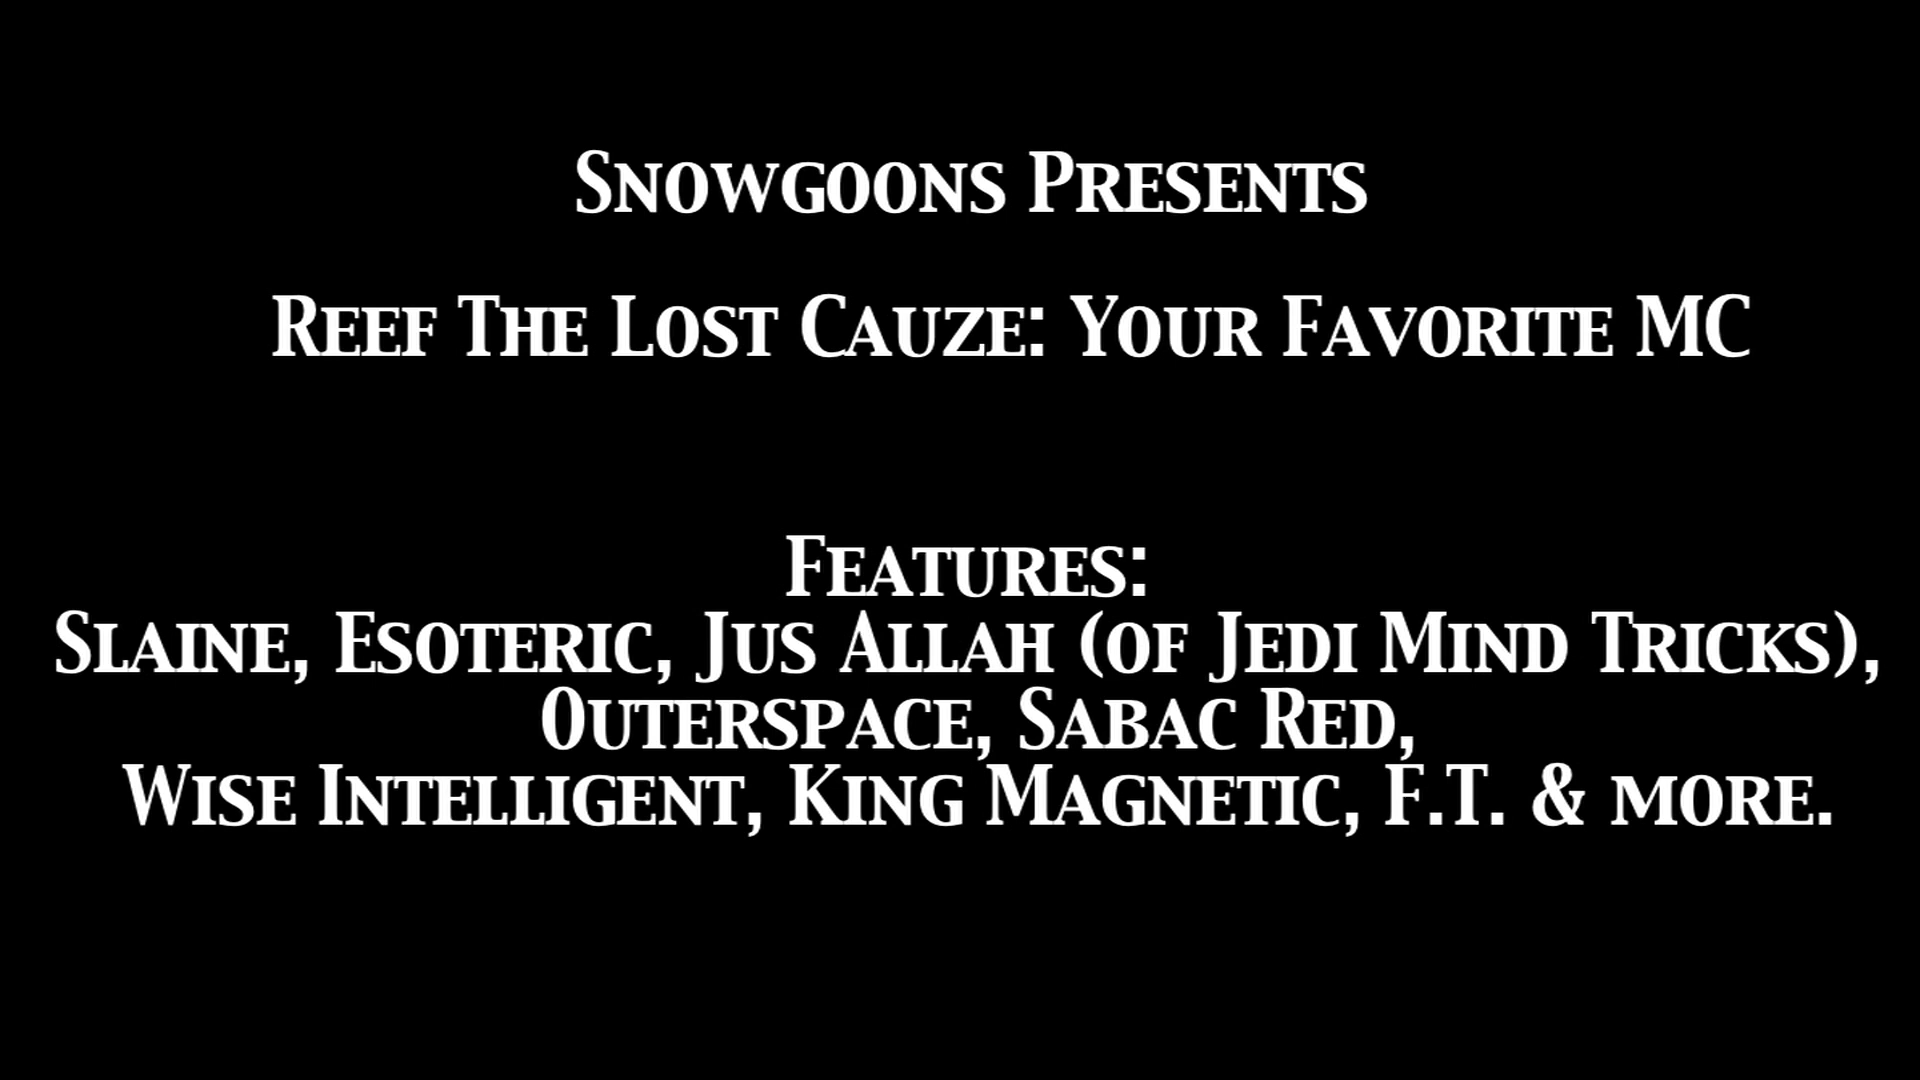 Snowgoons Presents
Reef The Lost Cauze: Your Favorite MC
Features:
Slaine, Esoteric, Jus Allah (of Jedi Mind Tricks),
Outerspace, Sabac Red,
Wise Intelligent, King Magnetic, F.T. & more.